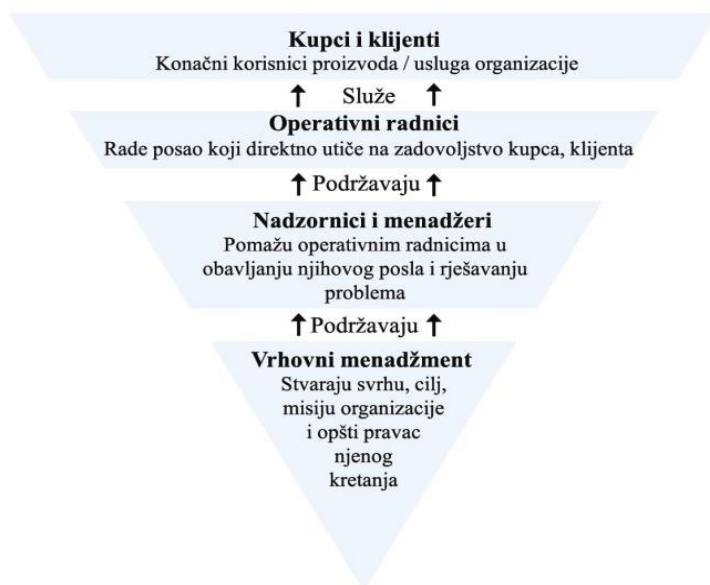 Kupci i klijenti
Konačni korisnici proizvoda / usluga organizacije
↑ Služe ↑
Operativni radnici
Rade posao koji direktno utiče na zadovoljstvo kupca, klijenta
↑ Podržavaju ↑
Nadzornici i menadžeri
Pomažu operativnim radnicima u
obavljanju njihovog posla i rješavanju
problema
↑ Podržavaju ↑
Vrhovni menadžment
Stvaraju svrhu, cilj,
misiju organizacije
i opšti pravac
njenog
kretanja